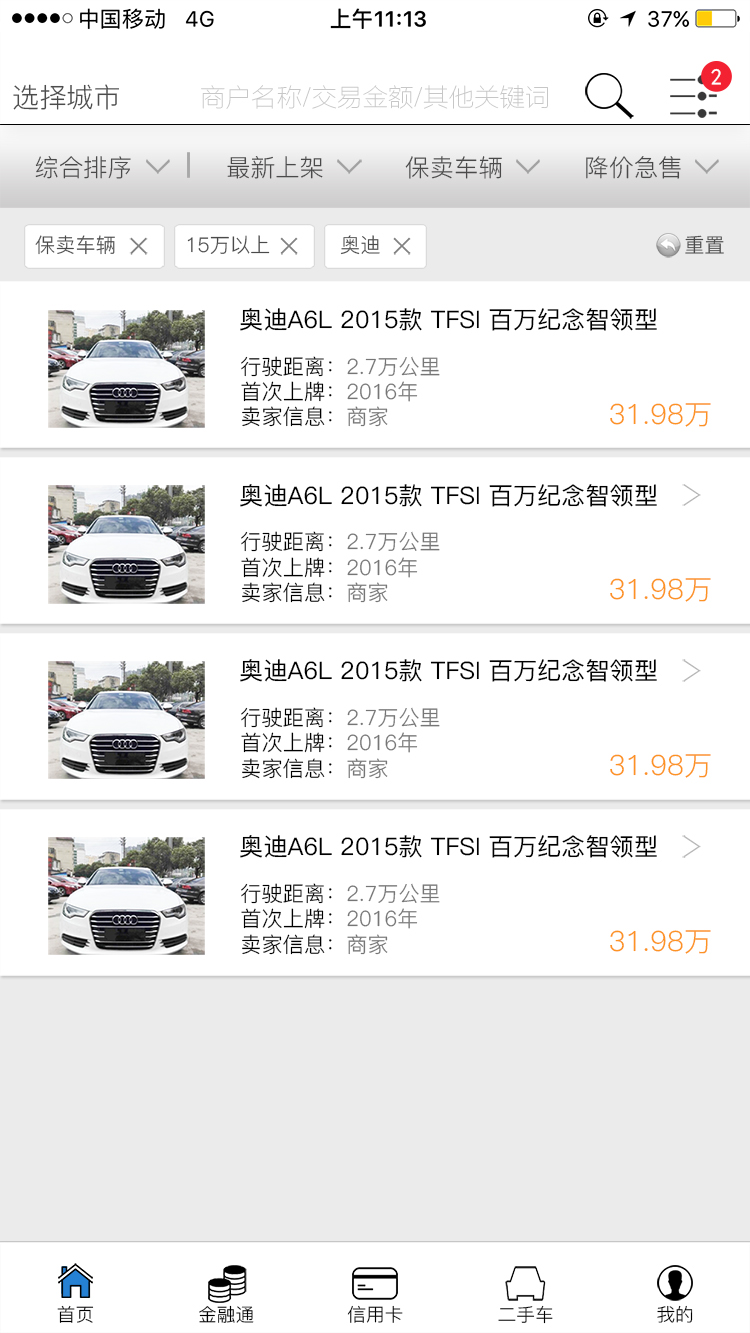 中国移动 4G 上午11:13 37%
选择城市 商户名称/交易金额/其他关键词 2
综合排序 最新上架 保卖车辆 降价急售
保卖车辆 15万以上 奥迪 重置
奥迪A6L 2015款 TFSI 百万纪念智领型
行驶距离：2.7万公里
首次上牌：2016年
卖家信息：商家
31.98万
奥迪A6L 2015款 TFSI 百万纪念智领型
行驶距离：2.7万公里
首次上牌：2016年
卖家信息：商家
31.98万
奥迪A6L 2015款 TFSI 百万纪念智领型
行驶距离：2.7万公里
首次上牌：2016年
卖家信息：商家
31.98万
奥迪A6L 2015款 TFSI 百万纪念智领型
行驶距离：2.7万公里
首次上牌：2016年
卖家信息：商家
31.98万
首页 金融通 信用卡 二手车 我的